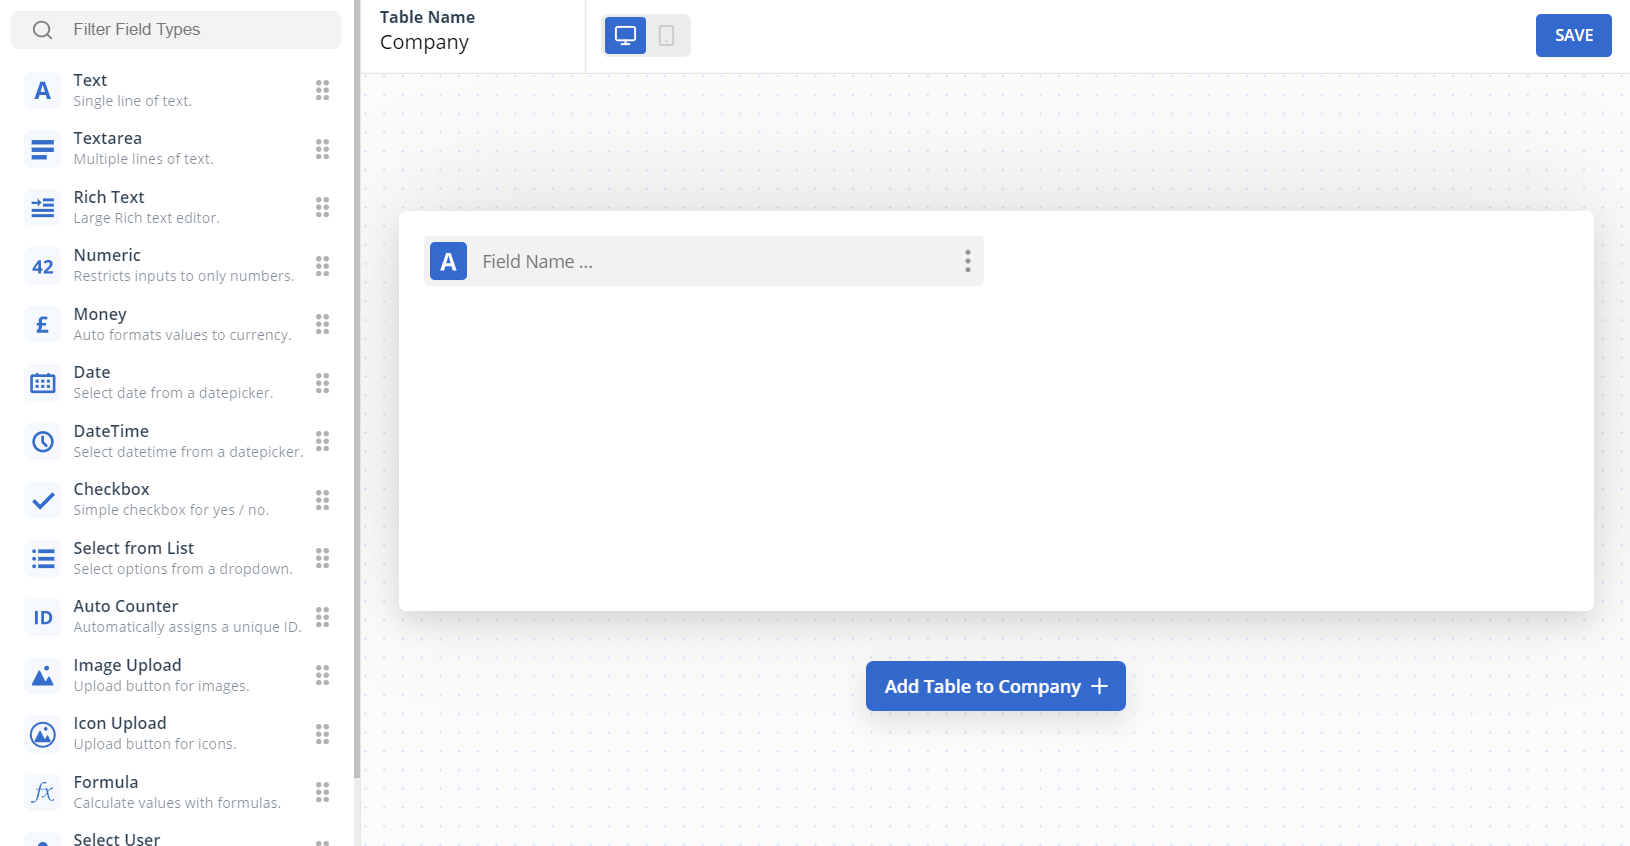 Filter Field Types
A
Text
Single line of text.
Textarea
Multiple lines of text.
Rich Text
Large Rich text editor.
42
Numeric
Restricts inputs to only numbers.
£
Money
Auto formats values to currency.
Date
Select date from a datepicker.
DateTime
Select datetime from a datepicker.
Checkbox
Simple checkbox for yes / no.
Select from List
Select options from a dropdown.
ID
Auto Counter
Automatically assigns a unique ID.
Image Upload
Upload button for images.
Icon Upload
Upload button for icons.
fx
Formula
Calculate values with formulas.
Select User
Table Name
Company
SAVE
A
Field Name ...
Add Table to Company +